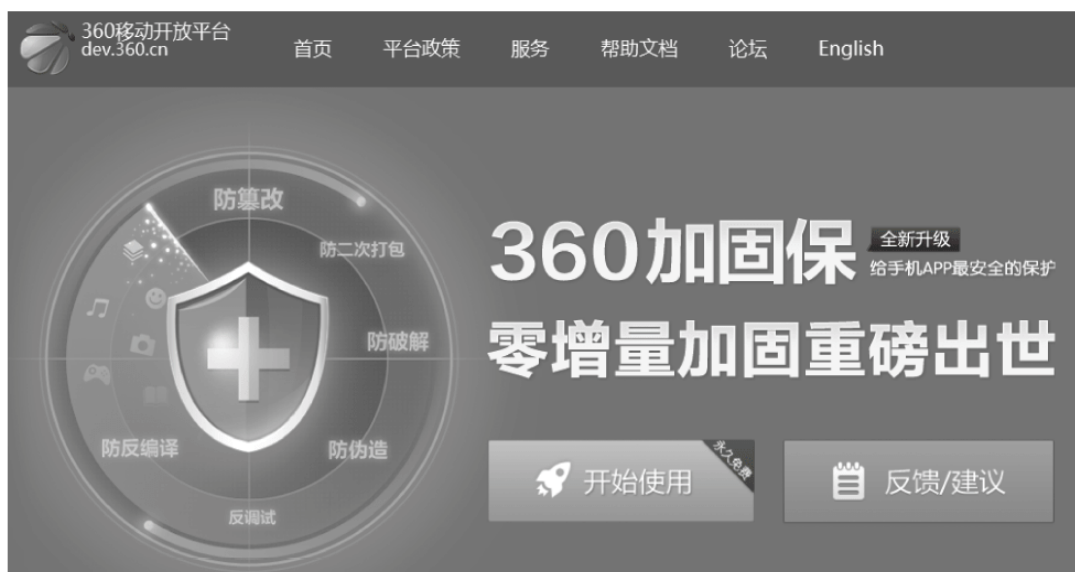 360移动开放平台
dev.360.cn
首页 平台政策 服务 帮助文档 论坛 English
防篡改
防二次打包
防破解
防反编译
防伪造
反调试
360加固保
全新升级
给手机APP最安全的保护
零增量加固重磅出世
开始使用
永久免费
反馈/建议